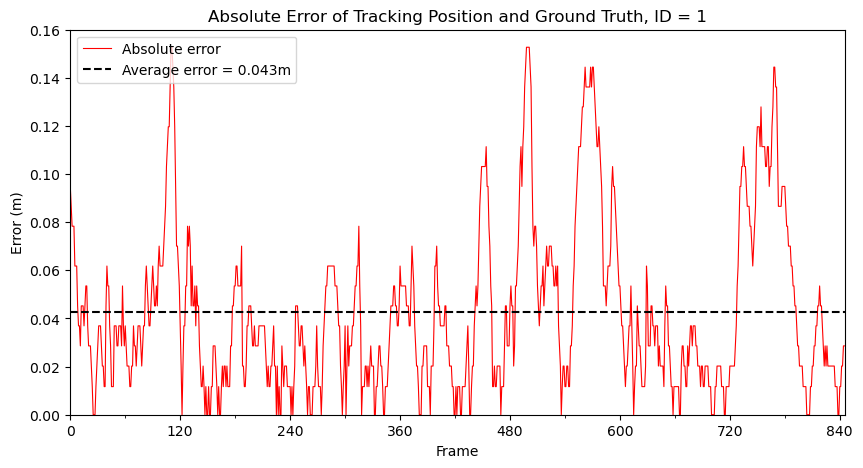 Absolute Error of Tracking Position and Ground Truth, ID = 1
Absolute error
Average error = 0.043m
0.16
0.14
0.12
0.10
0.08
0.06
0.04
0.02
0.00
Error (m)
0 120 240 360 480 600 720 840
Frame